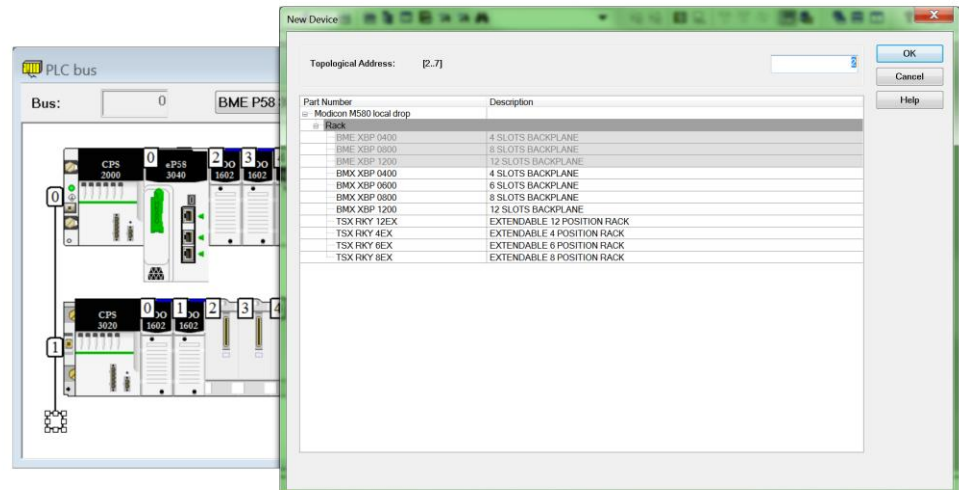 New Device
Topological Address: [2..7]
2
OK
Cancel
Help
Part Number Description
Modicon M580 local drop
Rack
BME XBP 0400 4 SLOTS BACKPLANE
BME XBP 0800 8 SLOTS BACKPLANE
BME XBP 1200 12 SLOTS BACKPLANE
BMX XBP 0400 4 SLOTS BACKPLANE
BMX XBP 0600 6 SLOTS BACKPLANE
BMX XBP 0800 8 SLOTS BACKPLANE
BMX XBP 1200 12 SLOTS BACKPLANE
TSX RKY 12EX EXTENDABLE 12 POSITION RACK
TSX RKY 4EX EXTENDABLE 4 POSITION RACK
TSX RKY 6EX EXTENDABLE 6 POSITION RACK
TSX RKY 8EX EXTENDABLE 8 POSITION RACK
PLC bus
Bus: 0 BME P58
0 2 3
CPS eP58
2000 3040 1602 1602
0
0 1 2 3 4
CPS
3020 1602 1602
1